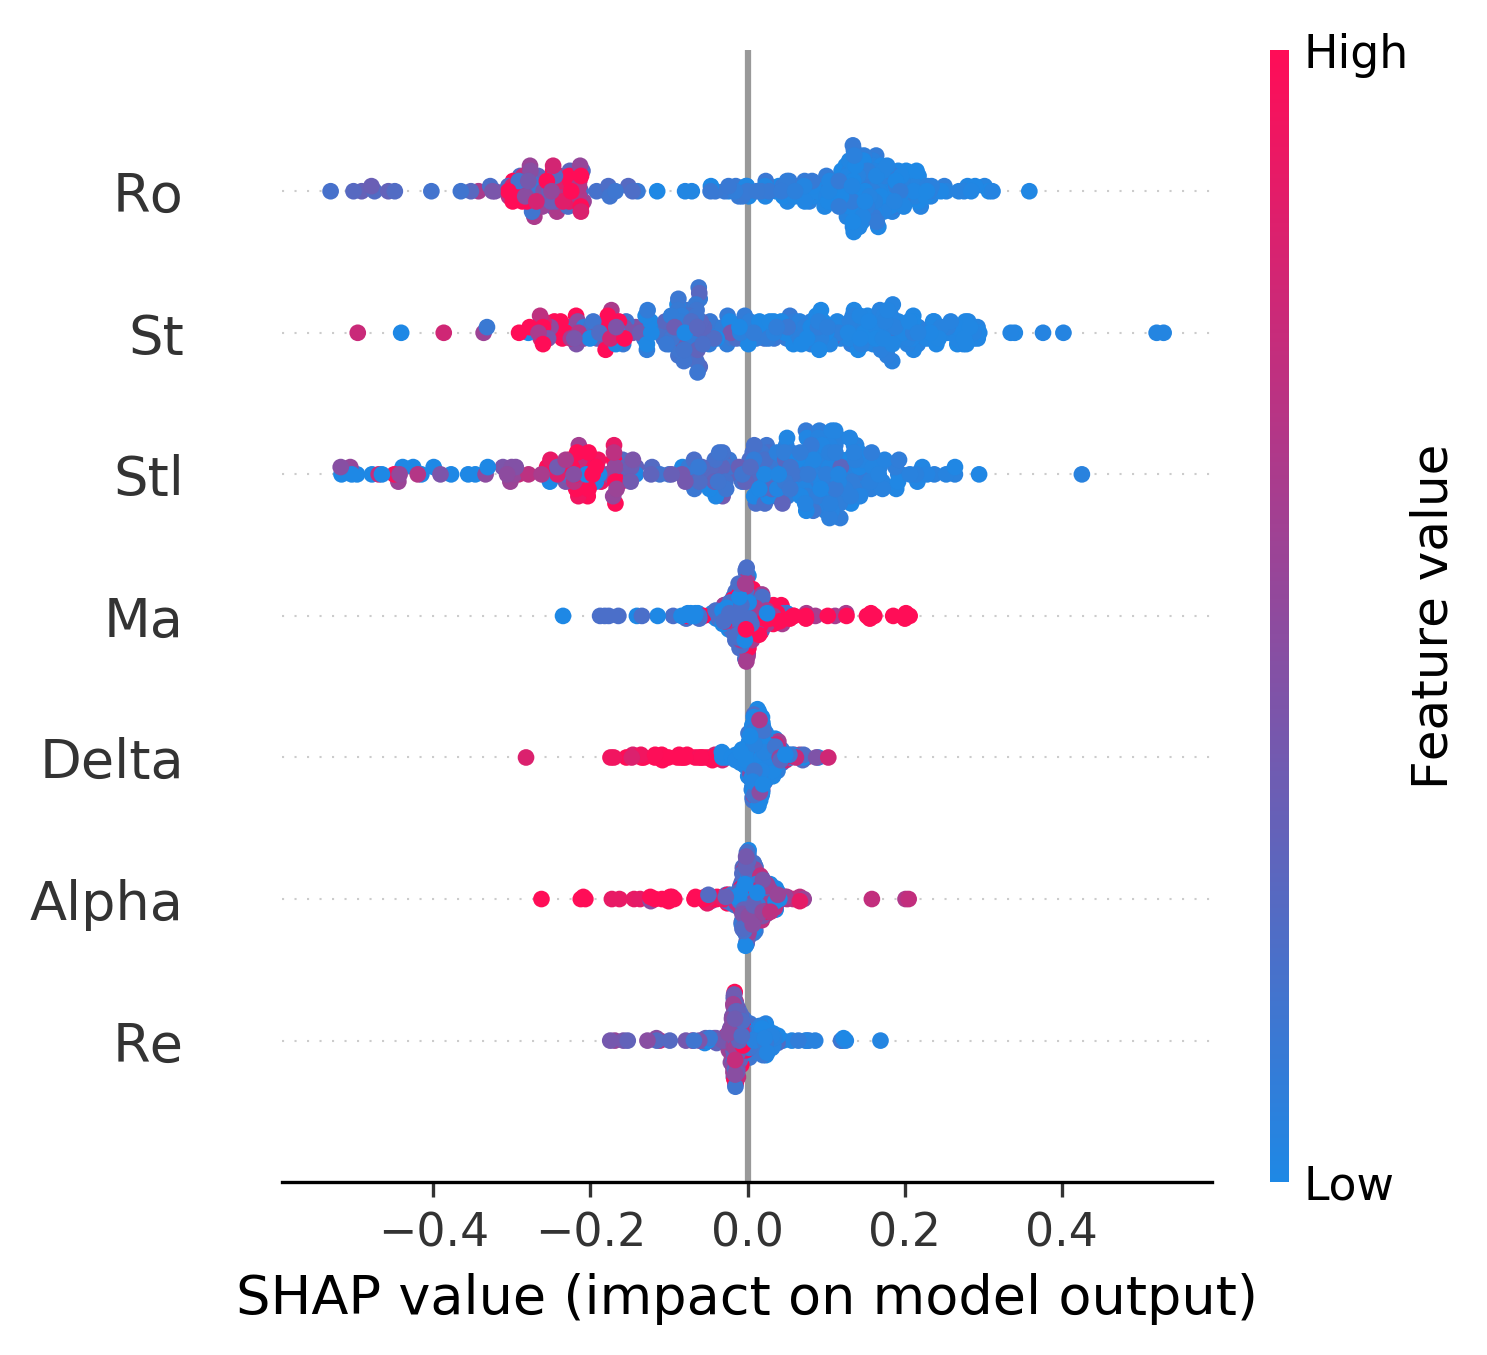 High
Ro
St
Stl
Ma
Delta
Alpha
Re
Feature value
Low
−0.4
−0.2
0.0
0.2
0.4
SHAP value (impact on model output)